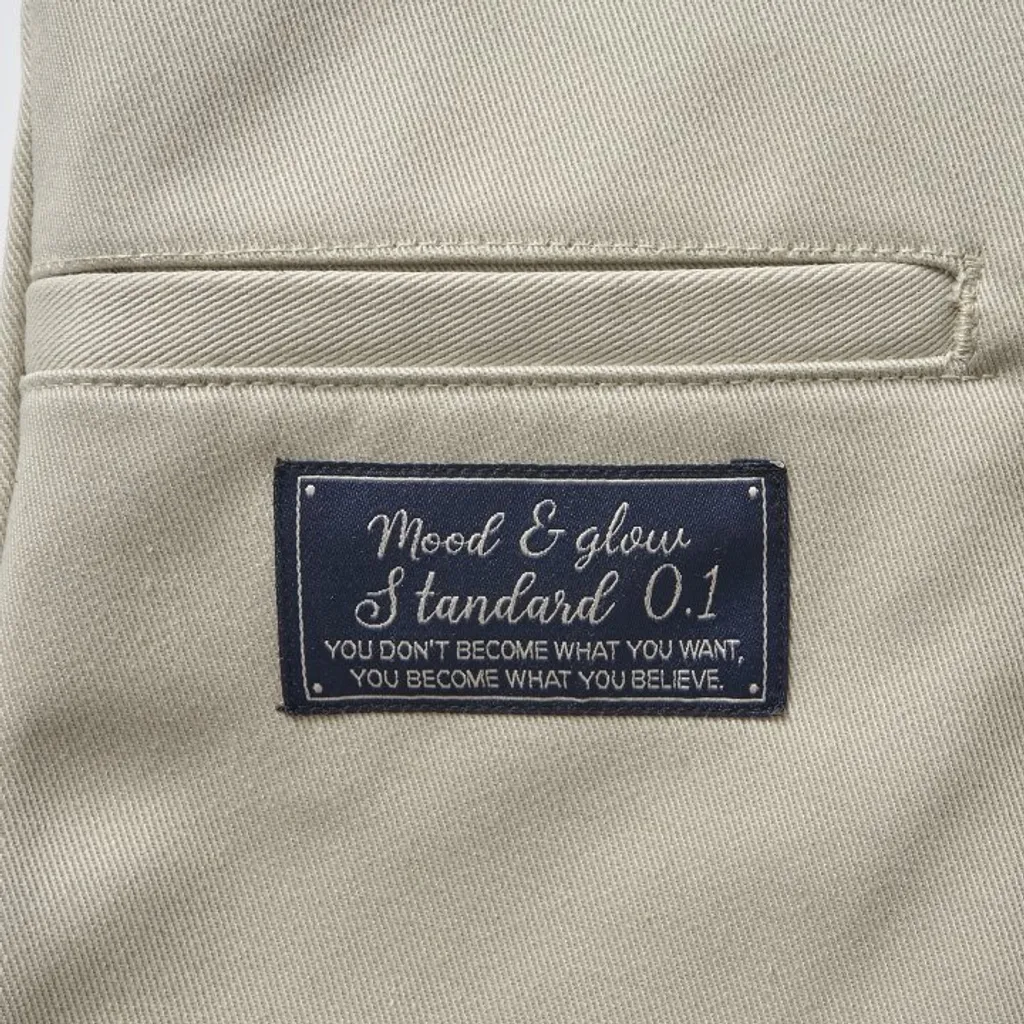 Mood & glow
Standard 0.1
YOU DON'T BECOME WHAT YOU WANT,
YOU BECOME WHAT YOU BELIEVE.